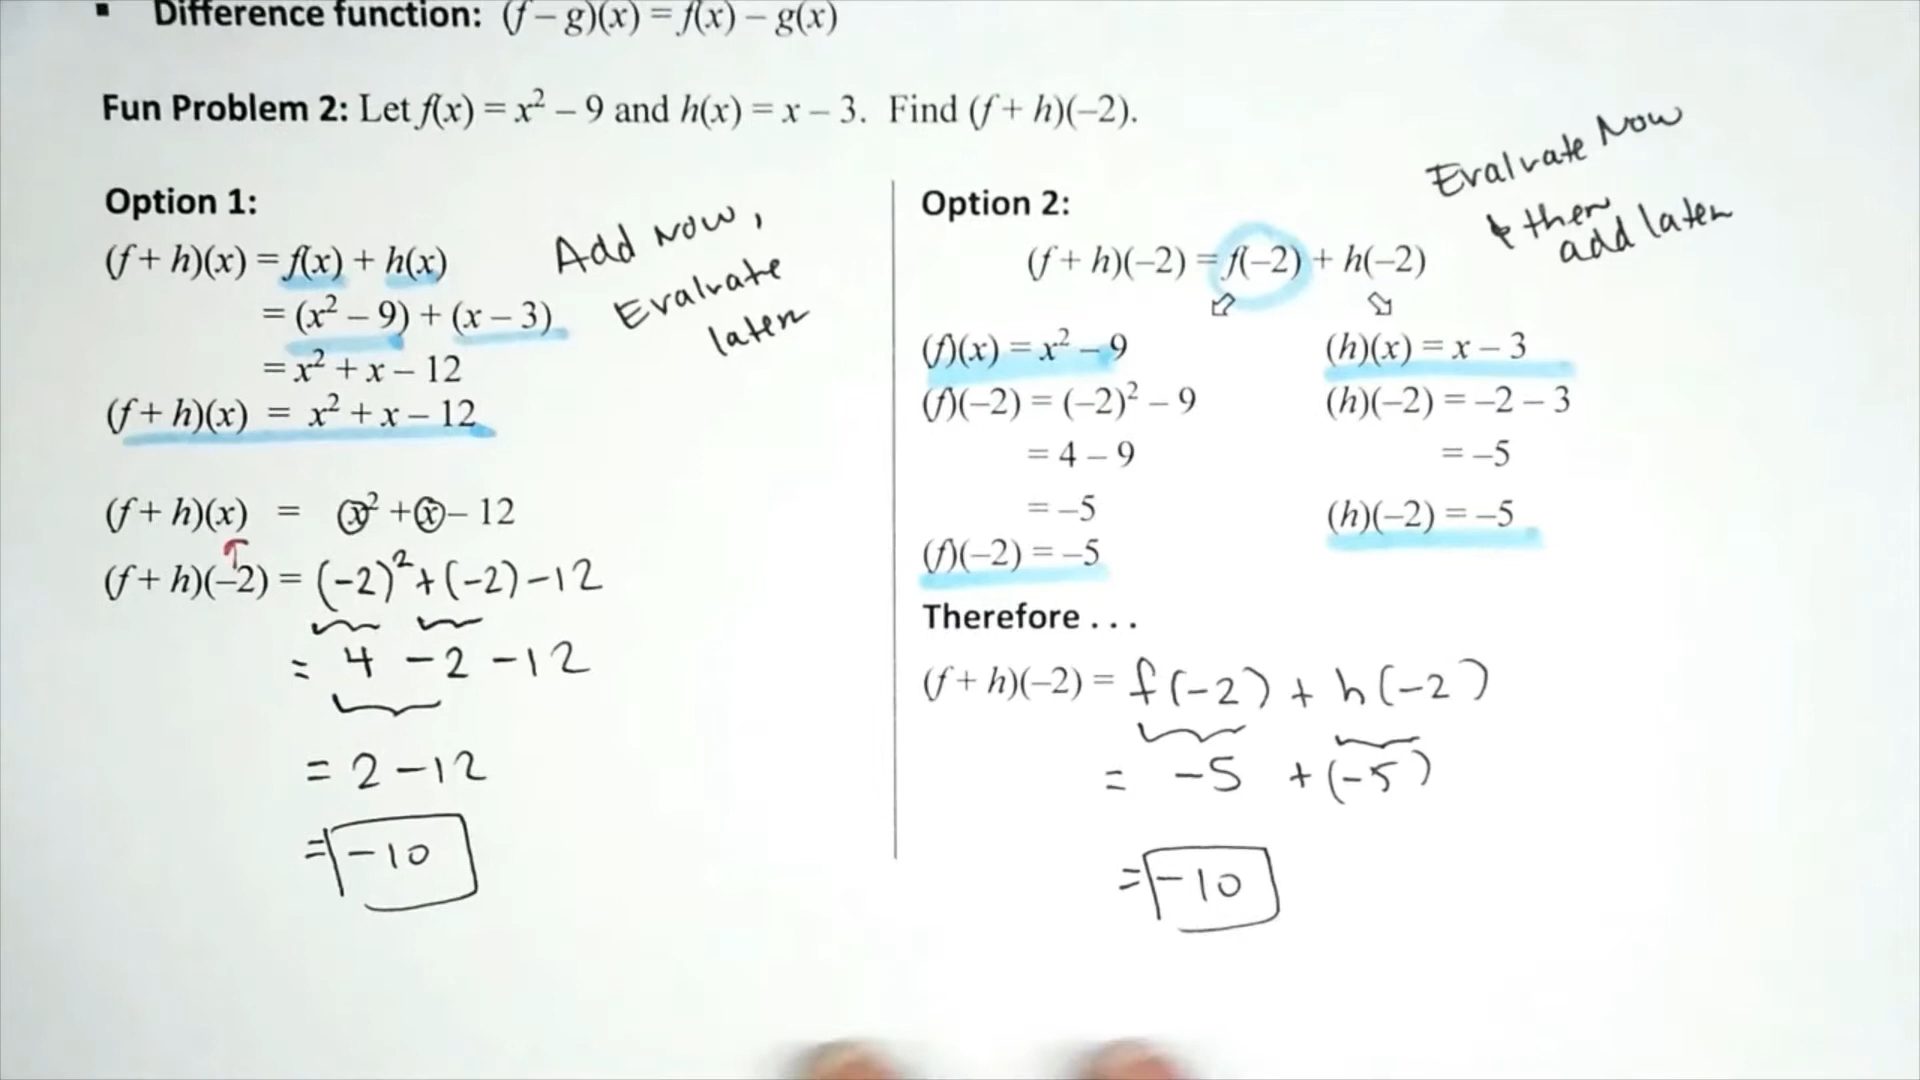 ▪ Difference function: (f – g)(x) = f(x) – g(x)
Fun Problem 2: Let f(x) = x² – 9 and h(x) = x – 3. Find (f + h)(–2).
Option 1:
Add Now,
Evaluate
later
(f + h)(x) = f(x) + h(x)
= (x² – 9) + (x – 3)
= x² + x – 12
(f + h)(x) = x² + x – 12
(f + h)(x) = x² + x – 12
(f + h)(–2) = (-2)² + (-2) - 12
= 4 - 2 - 12
= 2 - 12
= -10
Option 2:
Evaluate Now
& then
add later
(f + h)(–2) = f(–2) + h(–2)
(f)(x) = x² – 9
(f)(–2) = (–2)² – 9
= 4 – 9
= –5
(f)(–2) = –5
(h)(x) = x – 3
(h)(–2) = –2 – 3
= –5
(h)(–2) = –5
Therefore . . .
(f + h)(–2) = f(-2) + h(-2)
= -5 + (-5)
= -10